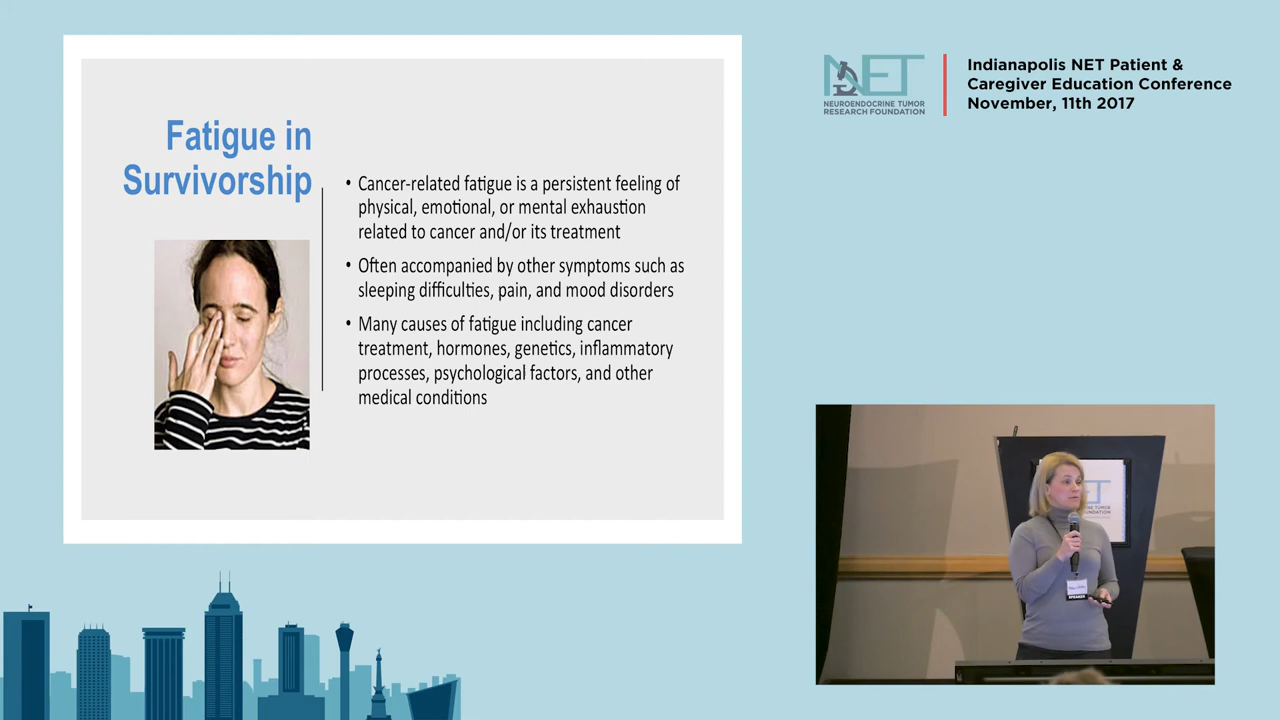 Fatigue in
Survivorship
• Cancer-related fatigue is a persistent feeling of
physical, emotional, or mental exhaustion
related to cancer and/or its treatment
• Often accompanied by other symptoms such as
sleeping difficulties, pain, and mood disorders
• Many causes of fatigue including cancer
treatment, hormones, genetics, inflammatory
processes, psychological factors, and other
medical conditions
NET
NEUROENDOCRINE TUMOR
RESEARCH FOUNDATION
Indianapolis NET Patient &
Caregiver Education Conference
November, 11th 2017
SPEAKER